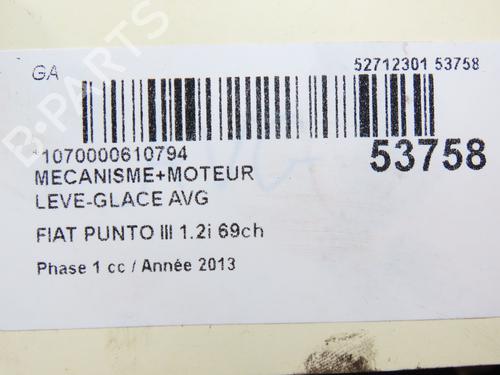 GA
52712301 53758
*1070000610794
53758
MECANISME+MOTEUR
LEVE-GLACE AVG
FIAT PUNTO III 1.2i 69ch
Phase 1 cc / Année 2013
B-PARTS